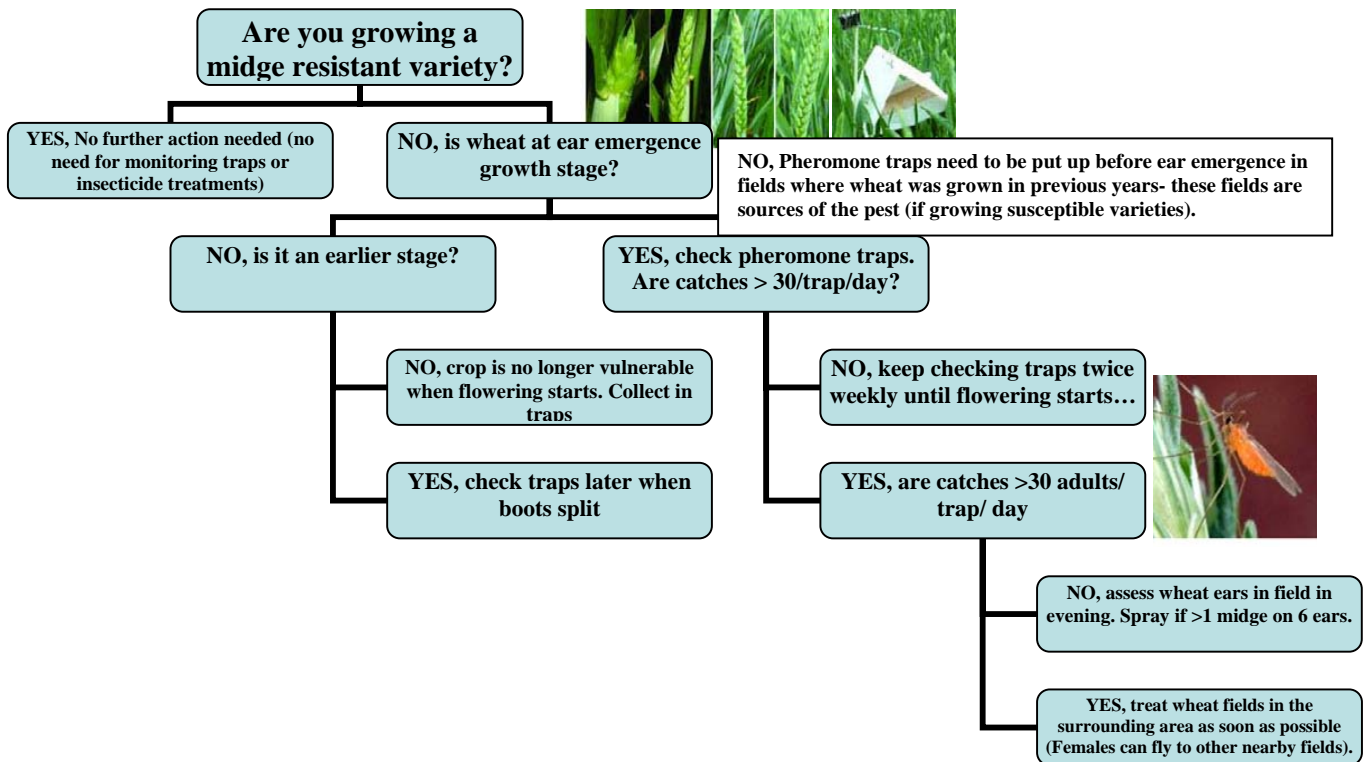 Are you growing a
midge resistant variety?
YES, No further action needed (no
need for monitoring traps or
insecticide treatments)
NO, is wheat at ear emergence
growth stage?
NO, Pheromone traps need to be put up before ear emergence in
fields where wheat was grown in previous years- these fields are
sources of the pest (if growing susceptible varieties).
NO, is it an earlier stage?
YES, check pheromone traps.
Are catches > 30/trap/day?
NO, crop is no longer vulnerable
when flowering starts. Collect in
traps
NO, keep checking traps twice
weekly until flowering starts…
YES, check traps later when
boots split
YES, are catches >30 adults/
trap/ day
NO, assess wheat ears in field in
evening. Spray if >1 midge on 6 ears.
YES, treat wheat fields in the
surrounding area as soon as possible
(Females can fly to other nearby fields).